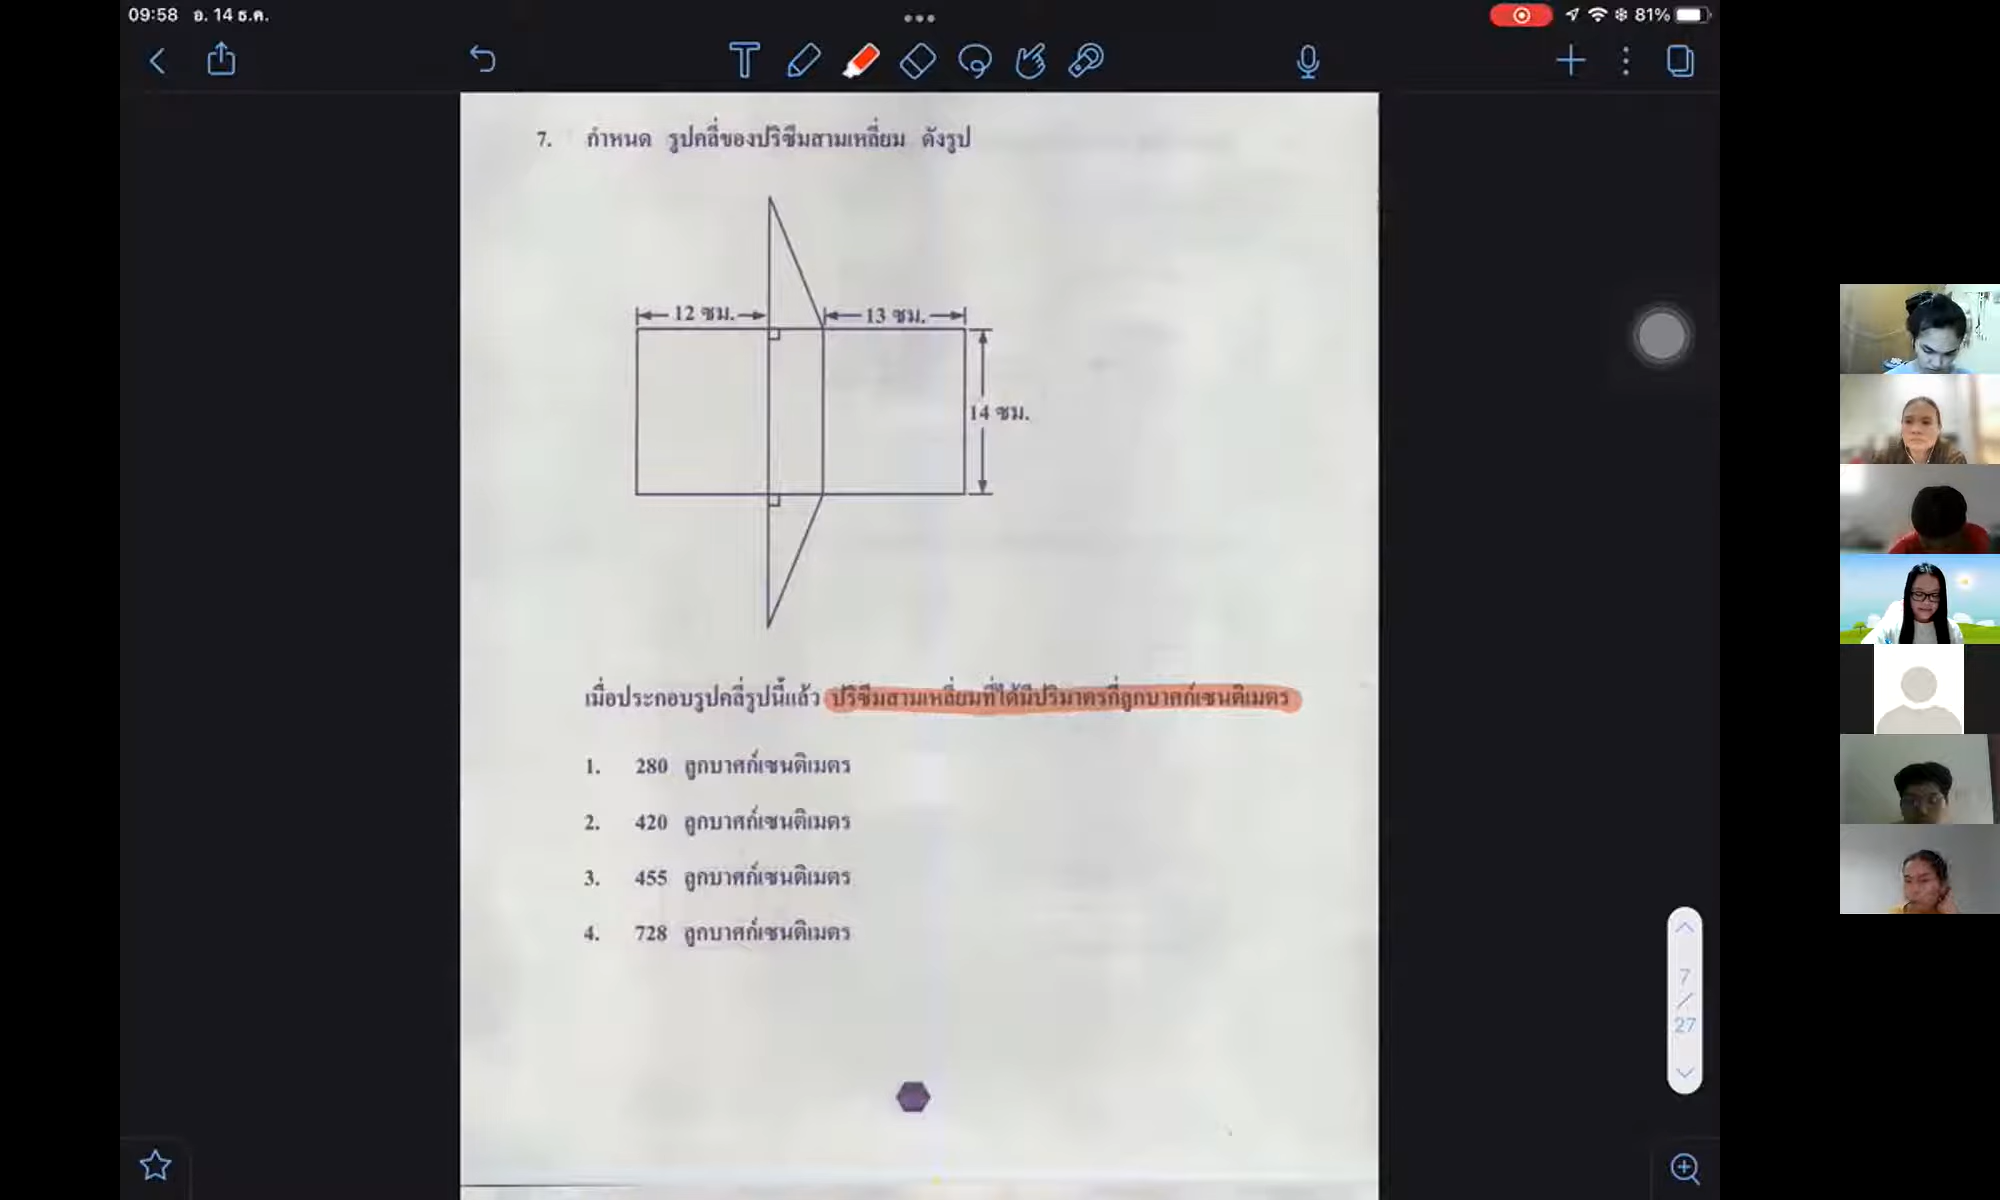 09:58 อ. 14 ธ.ค.
81%
7. กำหนด รูปคลี่ของปริซึมสามเหลี่ยม ดังรูป
12 ซม.
13 ซม.
14 ซม.
เมื่อประกอบรูปคลี่รูปนี้แล้ว ปริซึมสามเหลี่ยมที่ได้มีปริมาตรกี่ลูกบาศก์เซนติเมตร
1. 280 ลูกบาศก์เซนติเมตร
2. 420 ลูกบาศก์เซนติเมตร
3. 455 ลูกบาศก์เซนติเมตร
4. 728 ลูกบาศก์เซนติเมตร
7
/
27